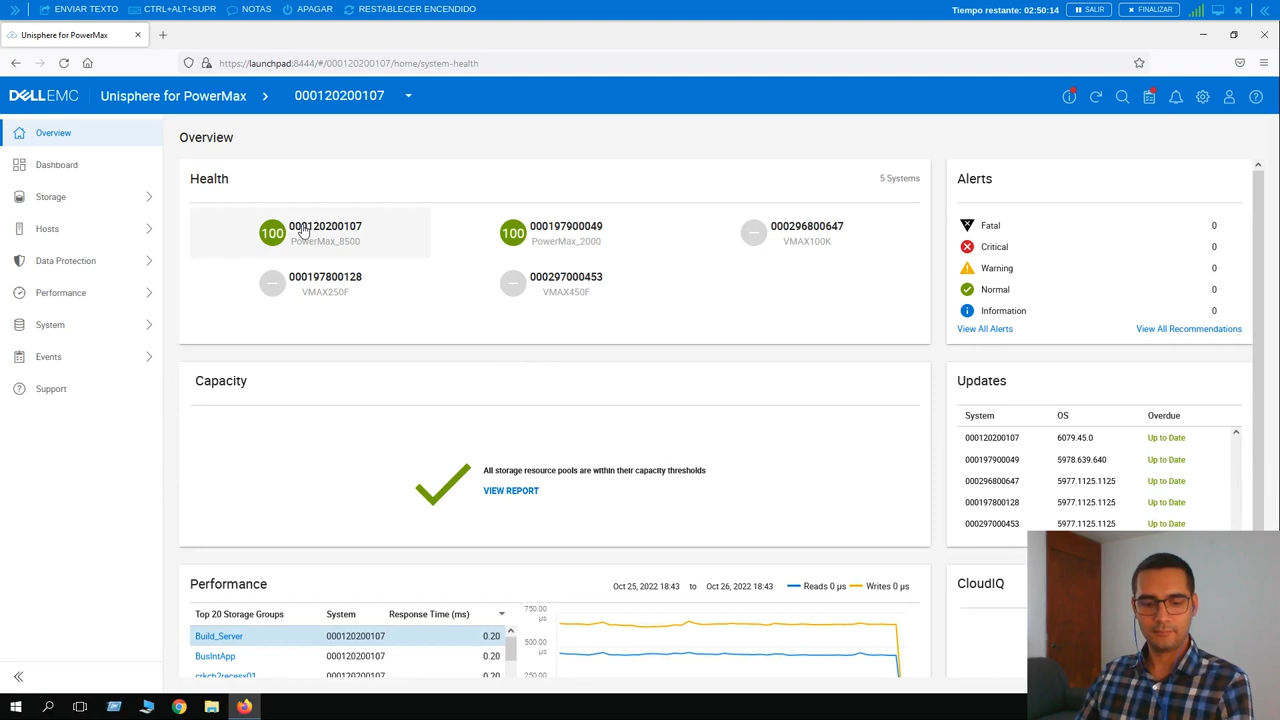 ENVIAR TEXTO CTRL+ALT+SUPR NOTAS APAGAR RESTABLECER ENCENDIDO Tiempo restante: 02:50:14 SALIR FINALIZAR
Unisphere for PowerMax
https://launchpad:8444/#/000120200107/home/system-health
DELLEMC Unisphere for PowerMax 000120200107
Overview
Dashboard
Storage
Hosts
Data Protection
Performance
System
Events
Support
Overview
Health 5 Systems
100 000120200107
PowerMax_8500
100 000197900049
PowerMax_2000
000296800647
VMAX100K
000197800128
VMAX250F
000297000453
VMAX450F
Alerts
Fatal 0
Critical 0
Warning 0
Normal 0
Information 0
View All Alerts View All Recommendations
Capacity
All storage resource pools are within their capacity thresholds
VIEW REPORT
Updates
System OS Overdue
000120200107 6079.45.0 Up to Date
000197900049 5978.639.640 Up to Date
000296800647 5977.1125.1125 Up to Date
000197800128 5977.1125.1125 Up to Date
000297000453 5977.1125.1125 Up to Date
Performance Oct 25, 2022 18:43 to Oct 26, 2022 18:43 Reads 0 µs Writes 0 µs
Top 20 Storage Groups System Response Time (ms)
Build_Server 000120200107 0.20
BusIntApp 000120200107 0.20
crkcb2recesx01 000120200107 0.20
750.00
µs
500.00
µs
250.00
CloudIQ